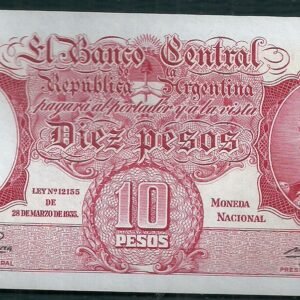 El Banco Central
de la
República Argentina
pagará al portador y a la vista
Diez pesos
LEY Nº 12155
DE
28 DE MARZO DE 1935.
10
PESOS
MONEDA
NACIONAL
PRES